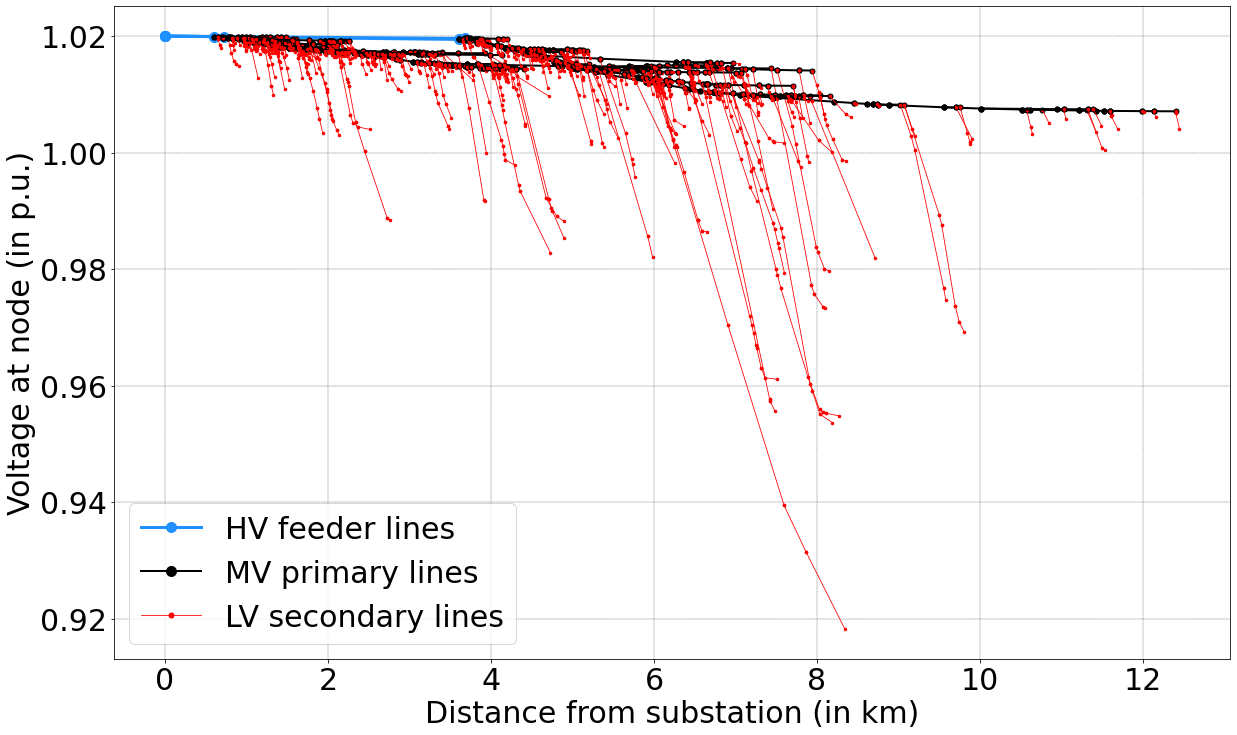 1.02
1.00
0.98
0.96
0.94
0.92
Voltage at node (in p.u.)
HV feeder lines
MV primary lines
LV secondary lines
0 2 4 6 8 10 12
Distance from substation (in km)